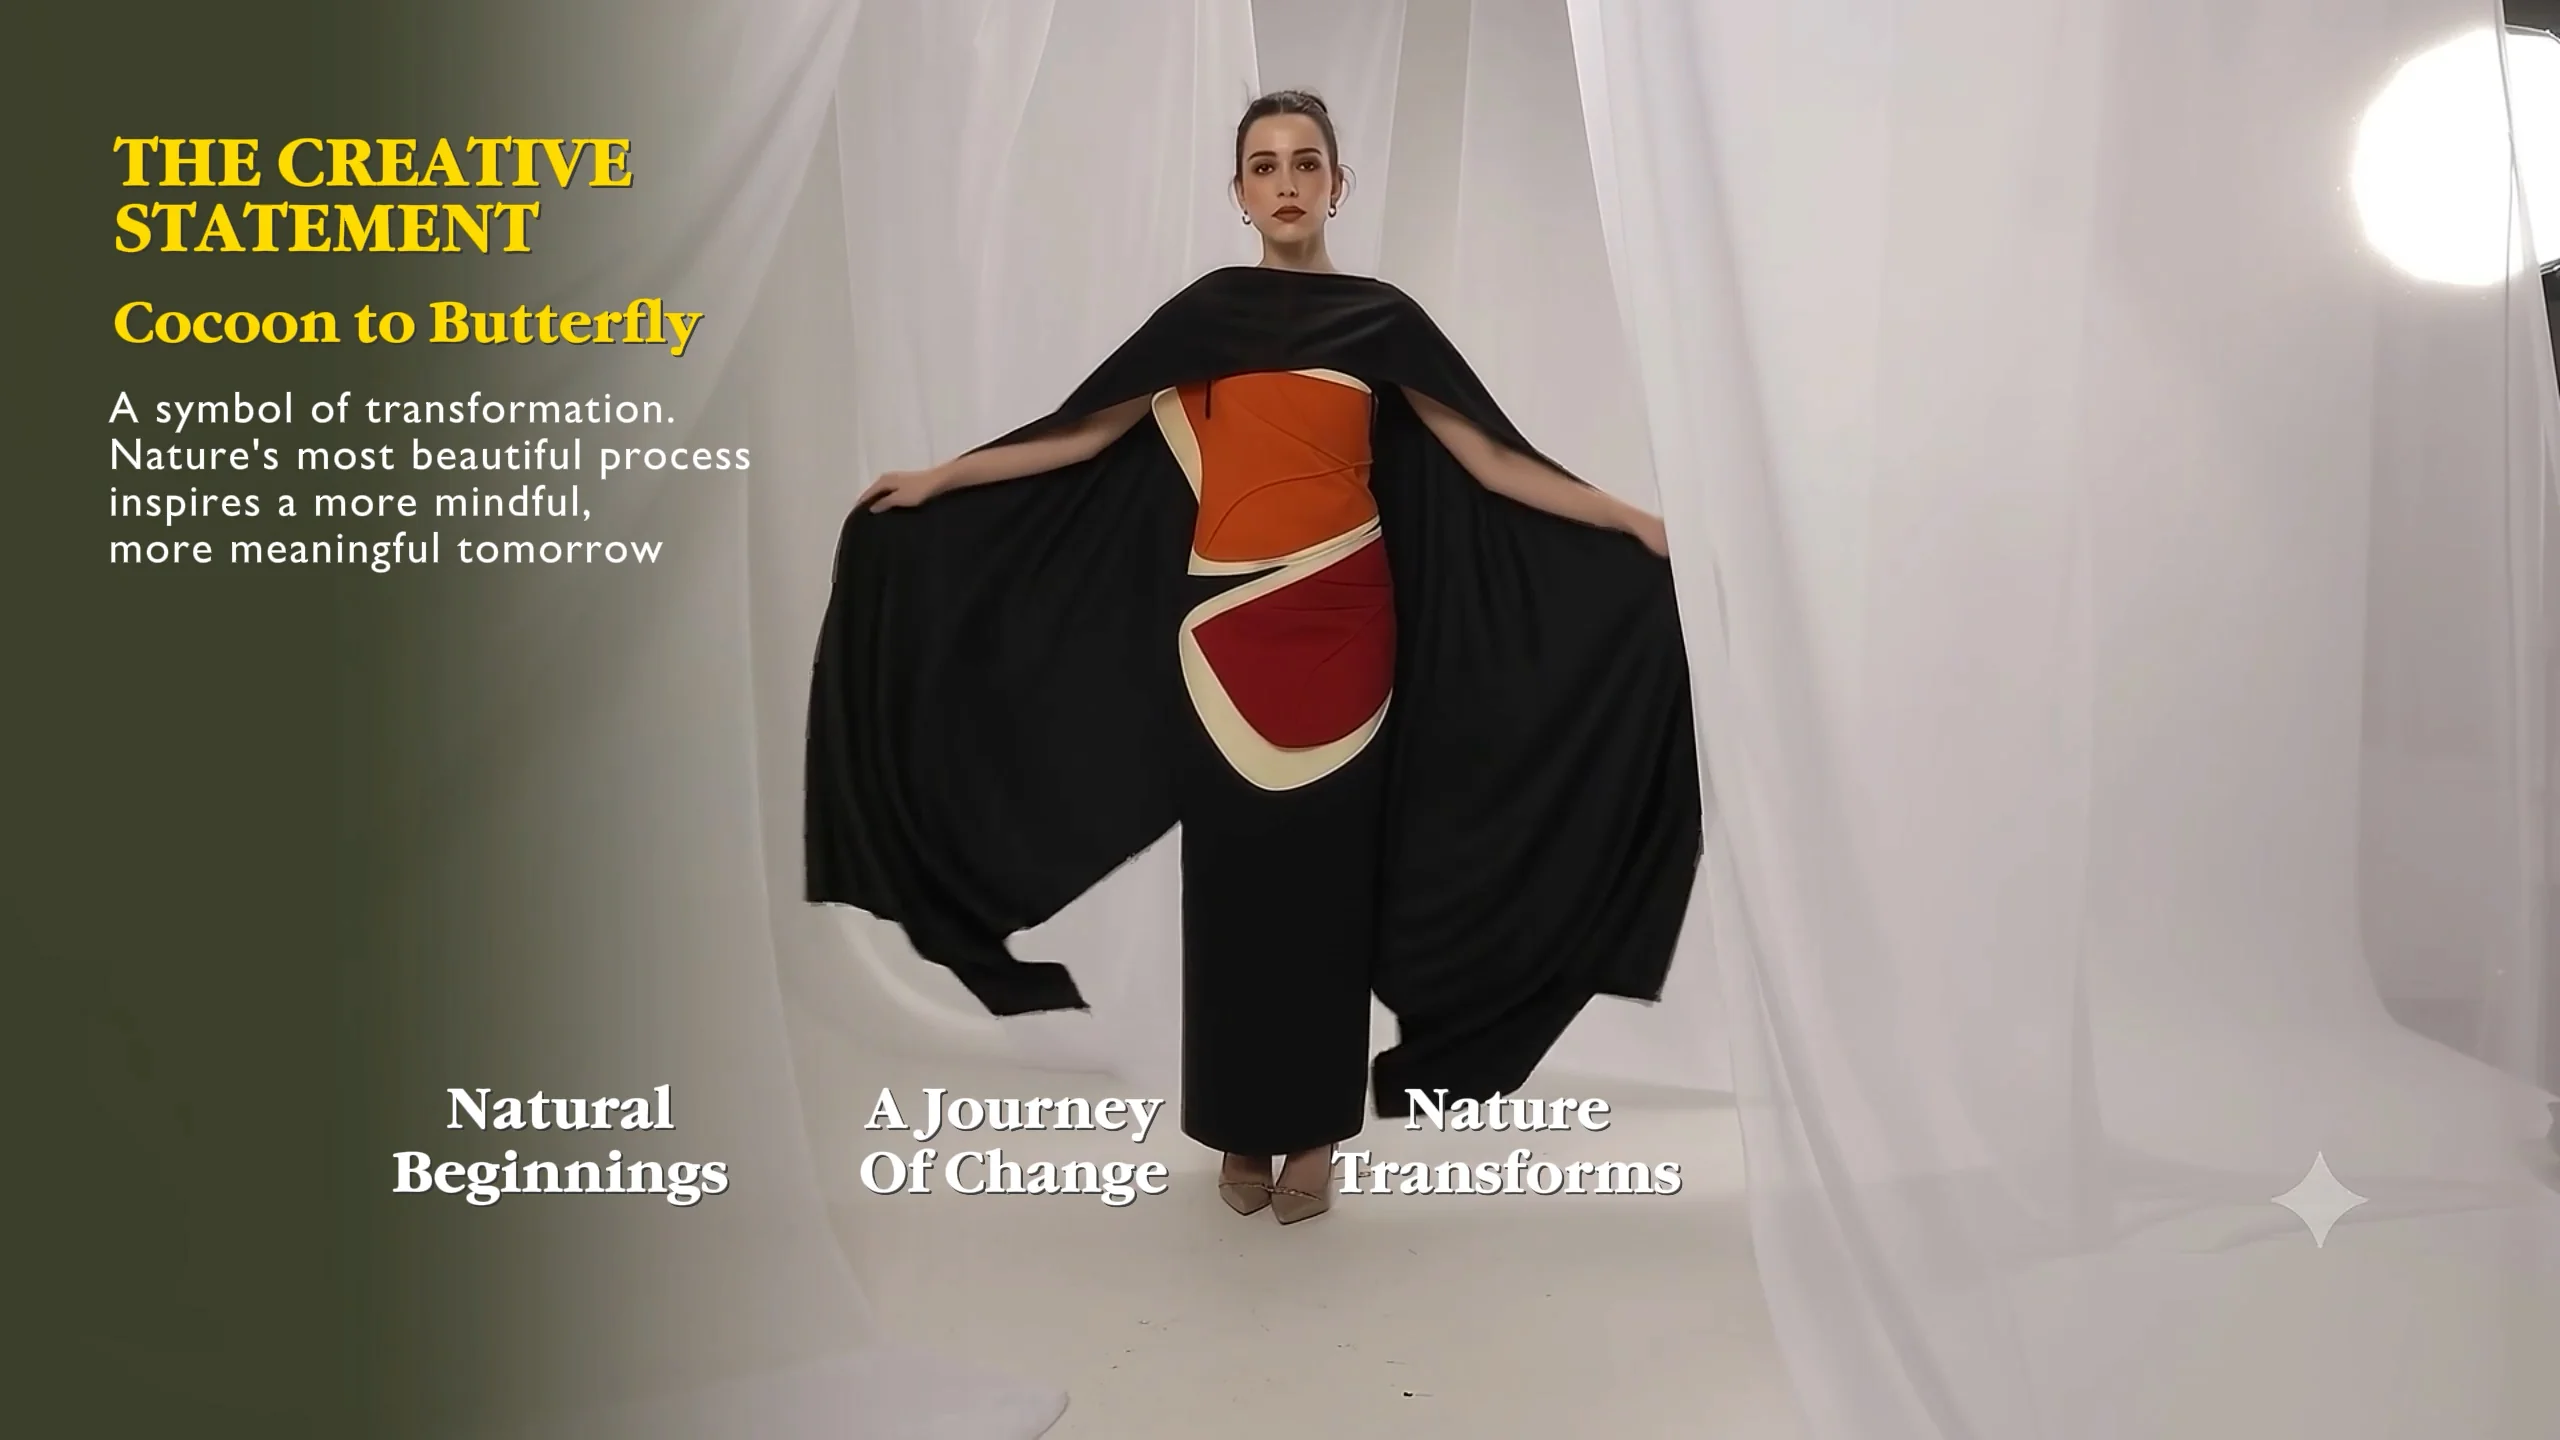 THE CREATIVE
STATEMENT
Cocoon to Butterfly
A symbol of transformation.
Nature's most beautiful process
inspires a more mindful,
more meaningful tomorrow
Natural
Beginnings
A Journey
Of Change
Nature
Transforms